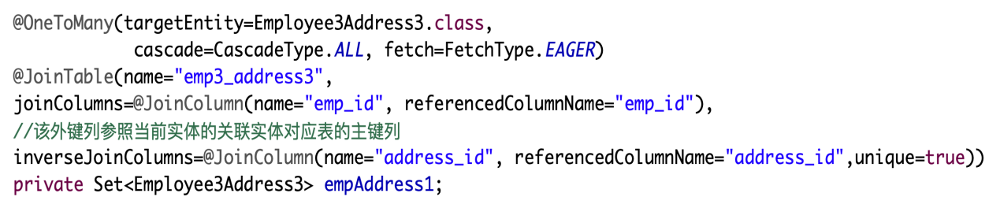 @OneToMany(targetEntity=Employee3Address3.class,
cascade=CascadeType.ALL, fetch=FetchType.EAGER)
@JoinTable(name="emp3_address3",
joinColumns=@JoinColumn(name="emp_id", referencedColumnName="emp_id"),
//该外键列参照当前实体的关联实体对应表的主键列
inverseJoinColumns=@JoinColumn(name="address_id", referencedColumnName="address_id",unique=true))
private Set<Employee3Address3> empAddress1;